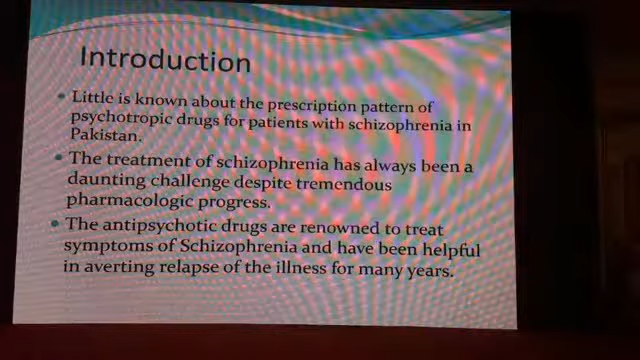 Introduction
• Little is known about the prescription pattern of
psychotropic drugs for patients with schizophrenia in
Pakistan.
• The treatment of schizophrenia has always been a
daunting challenge despite tremendous
pharmacologic progress.
• The antipsychotic drugs are renowned to treat
symptoms of Schizophrenia and have been helpful
in averting relapse of the illness for many years.